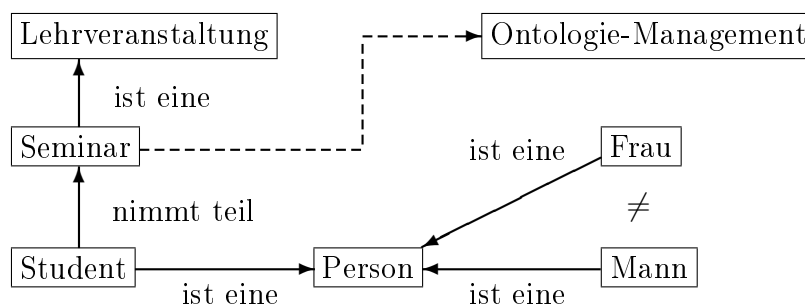 Lehrveranstaltung
Ontologie-Management
ist eine
Seminar
ist eine
Frau
nimmt teil
≠
Student
Person
Mann
ist eine
ist eine